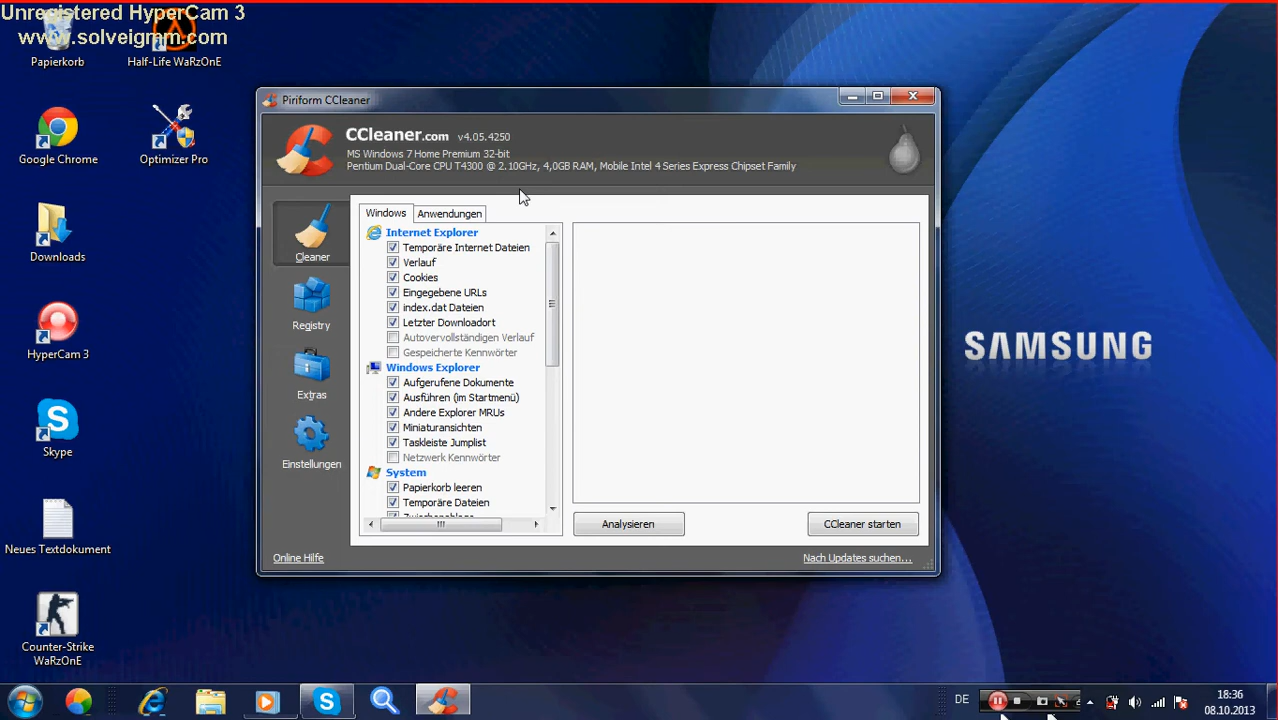 Unregistered HyperCam 3
www.solveigmm.com
Papierkorb
Half-Life WaRzOnE
Google Chrome
Optimizer Pro
Downloads
HyperCam 3
Skype
Neues Textdokument
Counter-Strike
WaRzOnE
Piriform CCleaner
CCleaner.com v4.05.4250
MS Windows 7 Home Premium 32-bit
Pentium Dual-Core CPU T4300 @ 2.10GHz, 4,0GB RAM, Mobile Intel 4 Series Express Chipset Family
Cleaner
Registry
Extras
Einstellungen
Windows
Anwendungen
Internet Explorer
Temporäre Internet Dateien
Verlauf
Cookies
Eingegebene URLs
index.dat Dateien
Letzter Downloadort
Autovervollständigen Verlauf
Gespeicherte Kennwörter
Windows Explorer
Aufgerufene Dokumente
Ausführen (im Startmenü)
Andere Explorer MRUs
Miniaturansichten
Taskleiste Jumplist
Netzwerk Kennwörter
System
Papierkorb leeren
Temporäre Dateien
Analysieren
CCleaner starten
Online Hilfe
Nach Updates suchen...
SAMSUNG
DE
18:36
08.10.2013